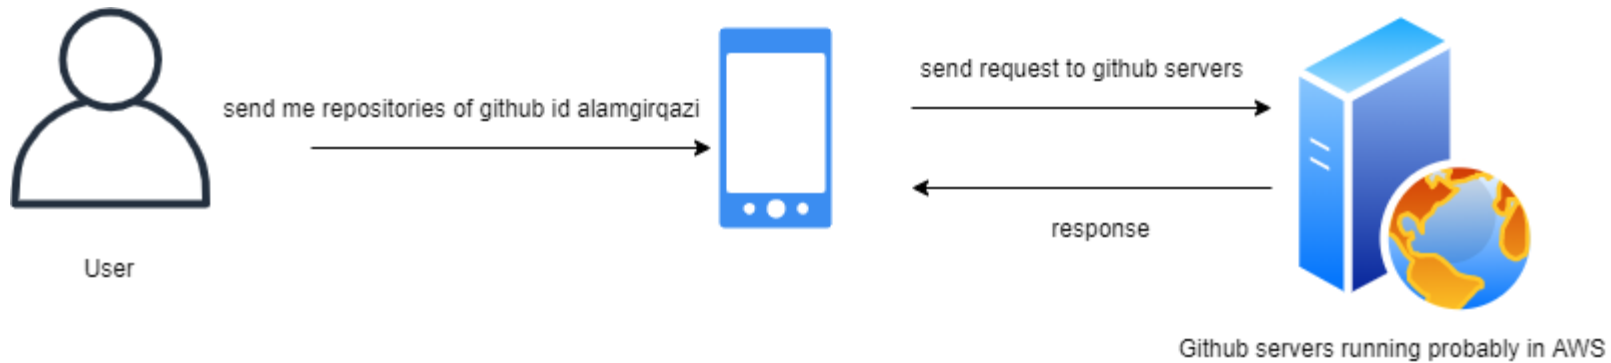 send me repositories of github id alamgirqazi
send request to github servers
response
User
Github servers running probably in AWS